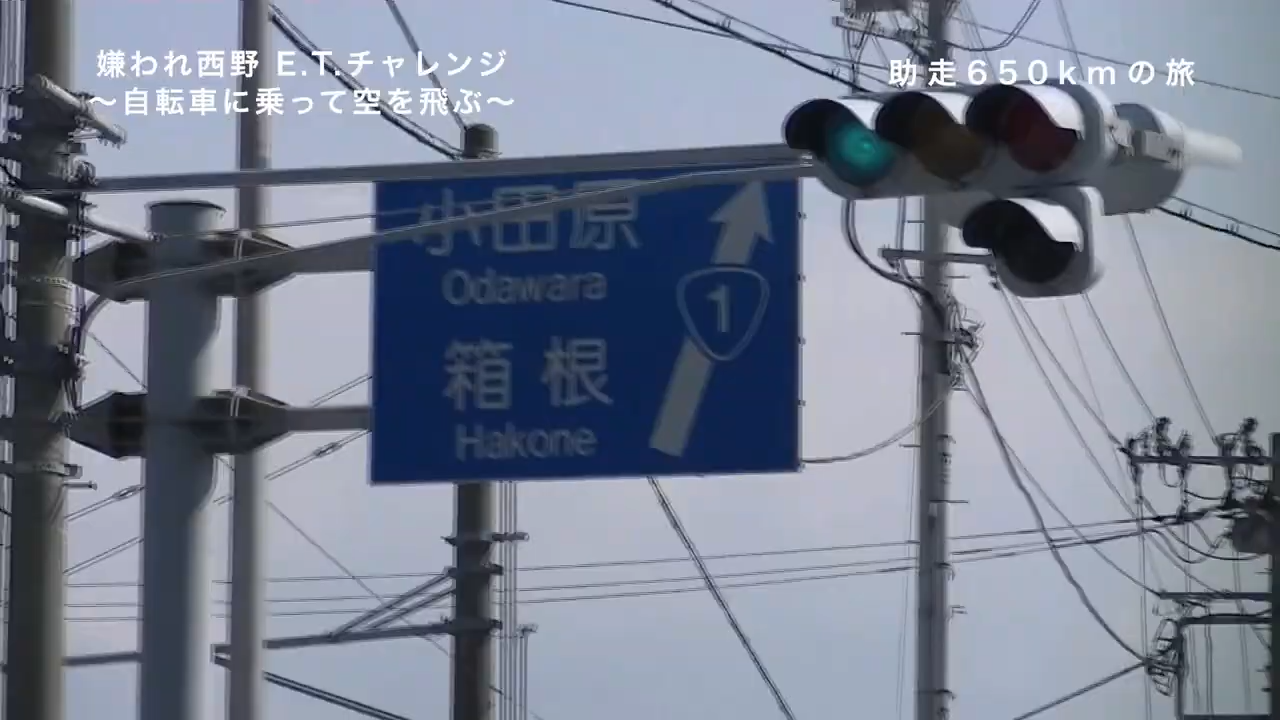 嫌われ西野 E.T.チャレンジ
～自転車に乗って空を飛ぶ～
助走650kmの旅
小田原
Odawara
1
箱根
Hakone